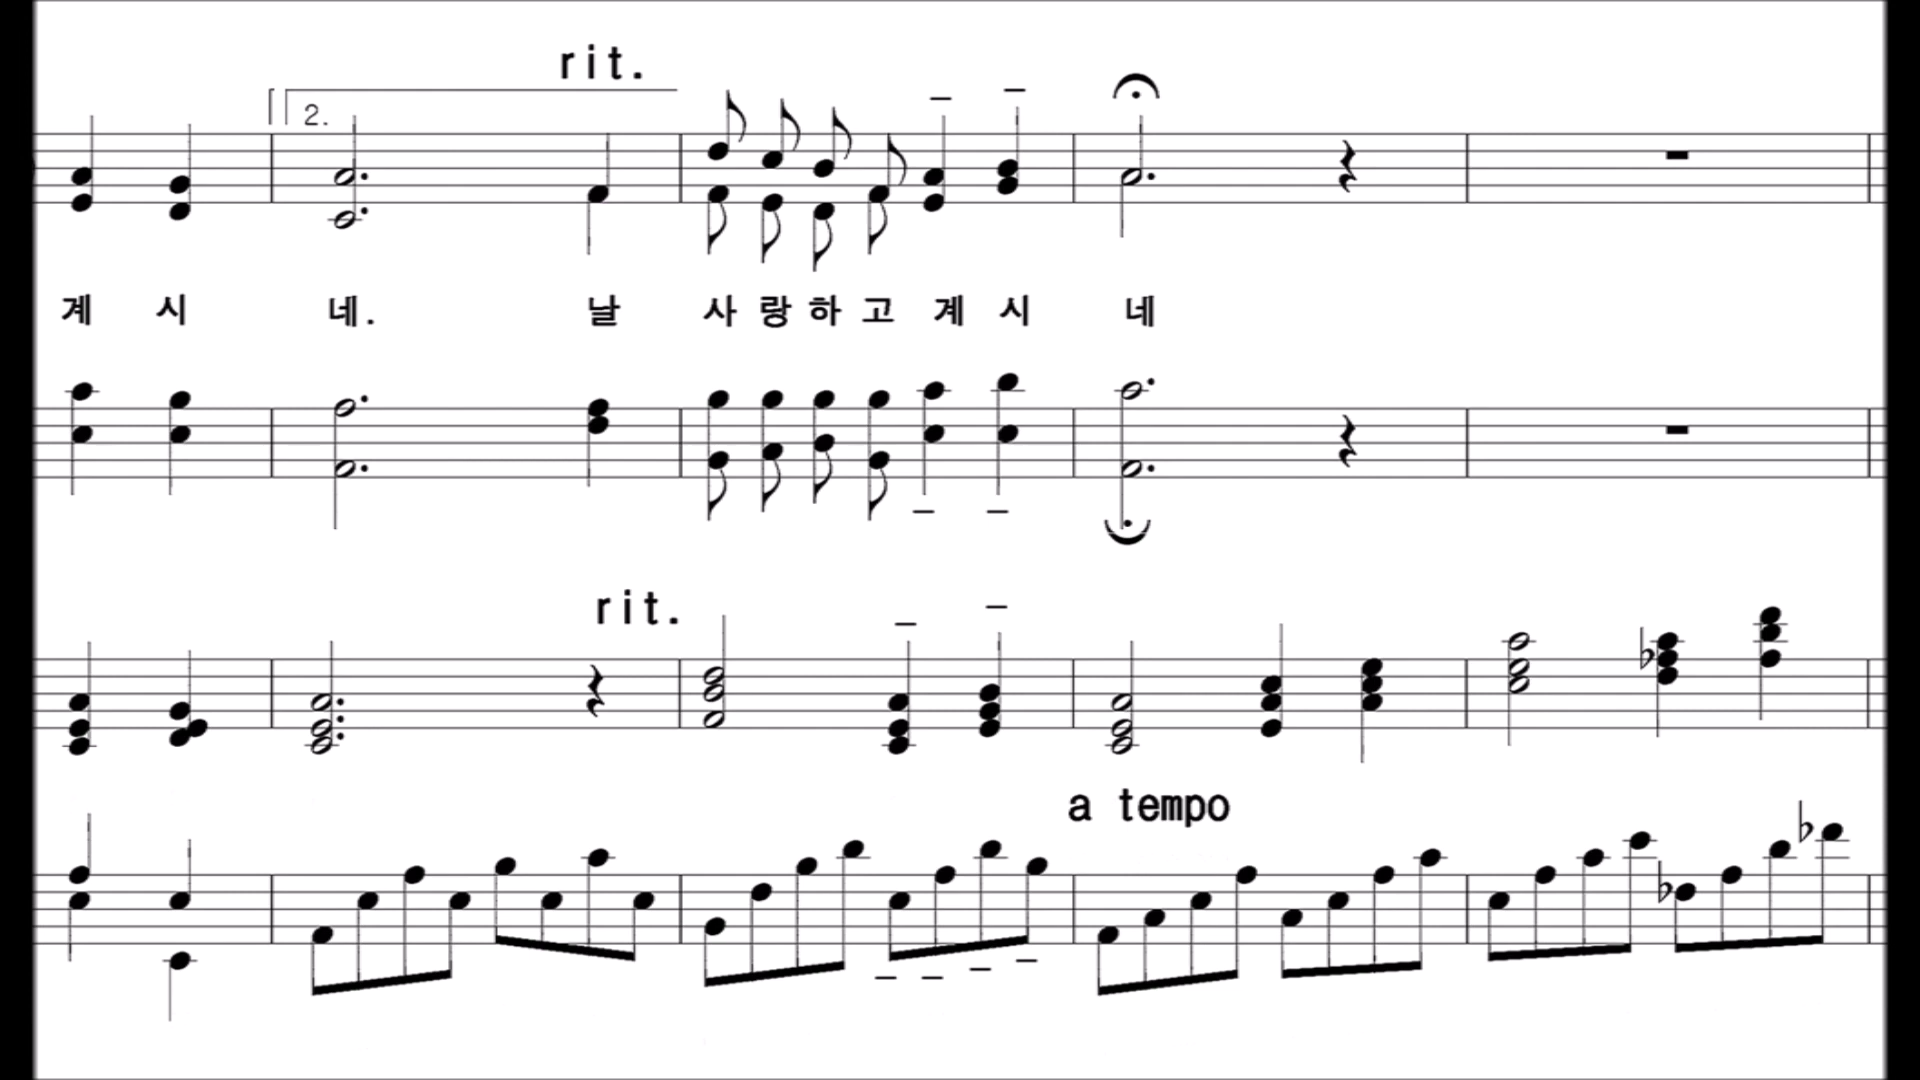 rit.
2.
계 시 네. 날 사 랑 하 고 계 시 네
rit.
a tempo